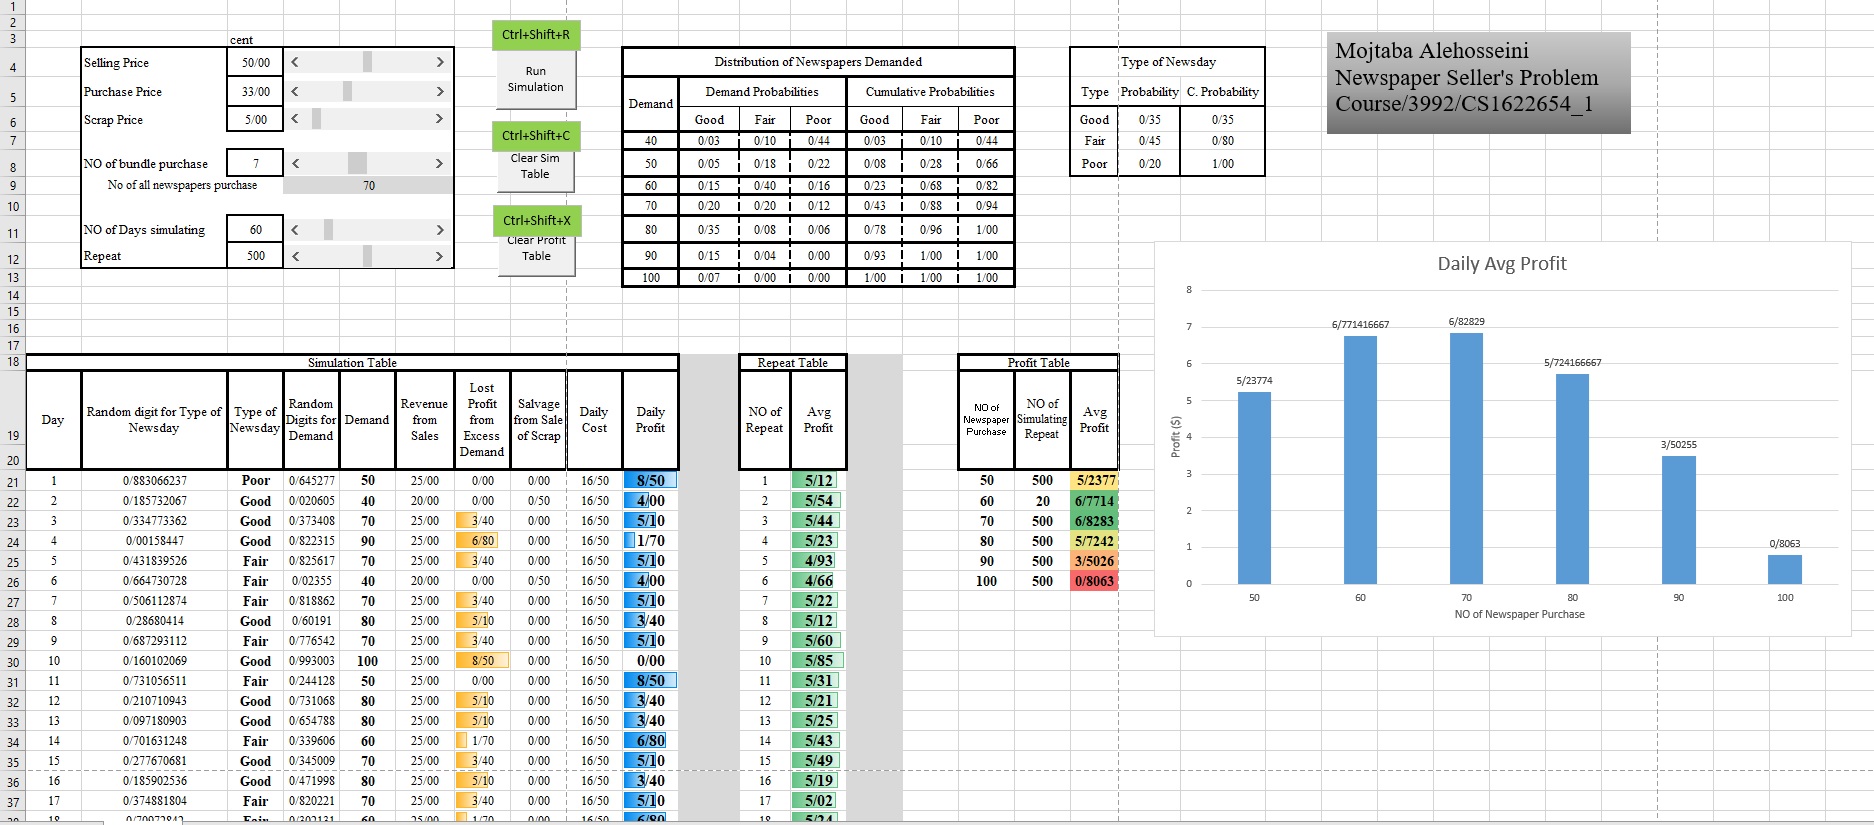 cent
Selling Price 50/00
Purchase Price 33/00
Scrap Price 5/00
NO of bundle purchase 7
No of all newspapers purchase 70
NO of Days simulating 60
Repeat 500
Ctrl+Shift+R
Run
Simulation
Ctrl+Shift+C
Clear Sim
Table
Ctrl+Shift+X
Clear Profit
Table
Distribution of Newspapers Demanded
Demand Demand Probabilities Cumulative Probabilities
Good Fair Poor Good Fair Poor
40 0/03 0/10 0/44 0/03 0/10 0/44
50 0/05 0/18 0/22 0/08 0/28 0/66
60 0/15 0/40 0/16 0/23 0/68 0/82
70 0/20 0/20 0/12 0/43 0/88 0/94
80 0/35 0/08 0/06 0/78 0/96 1/00
90 0/15 0/04 0/00 0/93 1/00 1/00
100 0/07 0/00 0/00 1/00 1/00 1/00
Type of Newsday
Type Probability C. Probability
Good 0/35 0/35
Fair 0/45 0/80
Poor 0/20 1/00
Mojtaba Alehosseini
Newspaper Seller's Problem
Course/3992/CS1622654_1
Simulation Table
Day Random digit for Type of Newsday Type of Newsday Random Digits for Demand Demand Revenue from Sales Lost Profit from Excess Demand Salvage from Sale of Scrap Daily Cost Daily Profit
1 0/883066237 Poor 0/645277 50 25/00 0/00 0/00 16/50 8/50
2 0/185732067 Good 0/020605 40 20/00 0/00 0/50 16/50 4/00
3 0/334773362 Good 0/373408 70 25/00 3/40 0/00 16/50 5/10
4 0/00158447 Good 0/822315 90 25/00 6/80 0/00 16/50 1/70
5 0/431839526 Fair 0/825617 70 25/00 3/40 0/00 16/50 5/10
6 0/664730728 Fair 0/02355 40 20/00 0/00 0/50 16/50 4/00
7 0/506112874 Fair 0/818862 70 25/00 3/40 0/00 16/50 5/10
8 0/28680414 Good 0/60191 80 25/00 5/10 0/00 16/50 3/40
9 0/687293112 Fair 0/776542 70 25/00 3/40 0/00 16/50 5/10
10 0/160102069 Good 0/993003 100 25/00 8/50 0/00 16/50 0/00
11 0/731056511 Fair 0/244128 50 25/00 0/00 0/00 16/50 8/50
12 0/210710943 Good 0/731068 80 25/00 5/10 0/00 16/50 3/40
13 0/097180903 Good 0/654788 80 25/00 5/10 0/00 16/50 3/40
14 0/701631248 Fair 0/339606 60 25/00 1/70 0/00 16/50 6/80
15 0/277670681 Good 0/345009 70 25/00 3/40 0/00 16/50 5/10
16 0/185902536 Good 0/471998 80 25/00 5/10 0/00 16/50 3/40
17 0/374881804 Fair 0/820221 70 25/00 3/40 0/00 16/50 5/10
18 0/70972842 Fair 0/302131 60 25/00 1/70 0/00 16/50 6/80
Repeat Table
NO of Repeat Avg Profit
1 5/12
2 5/54
3 5/44
4 5/23
5 4/93
6 4/66
7 5/22
8 5/12
9 5/60
10 5/85
11 5/31
12 5/21
13 5/25
14 5/43
15 5/49
16 5/19
17 5/02
18 5/24
Profit Table
NO of Newspaper Purchase NO of Simulating Repeat Avg Profit
50 500 5/2377
60 20 6/7714
70 500 6/8283
80 500 5/7242
90 500 3/5026
100 500 0/8063
Daily Avg Profit
Profit ($)
8
7
6
5
4
3
2
1
0
5/23774
6/771416667
6/82829
5/724166667
3/50255
0/8063
50 60 70 80 90 100
NO of Newspaper Purchase